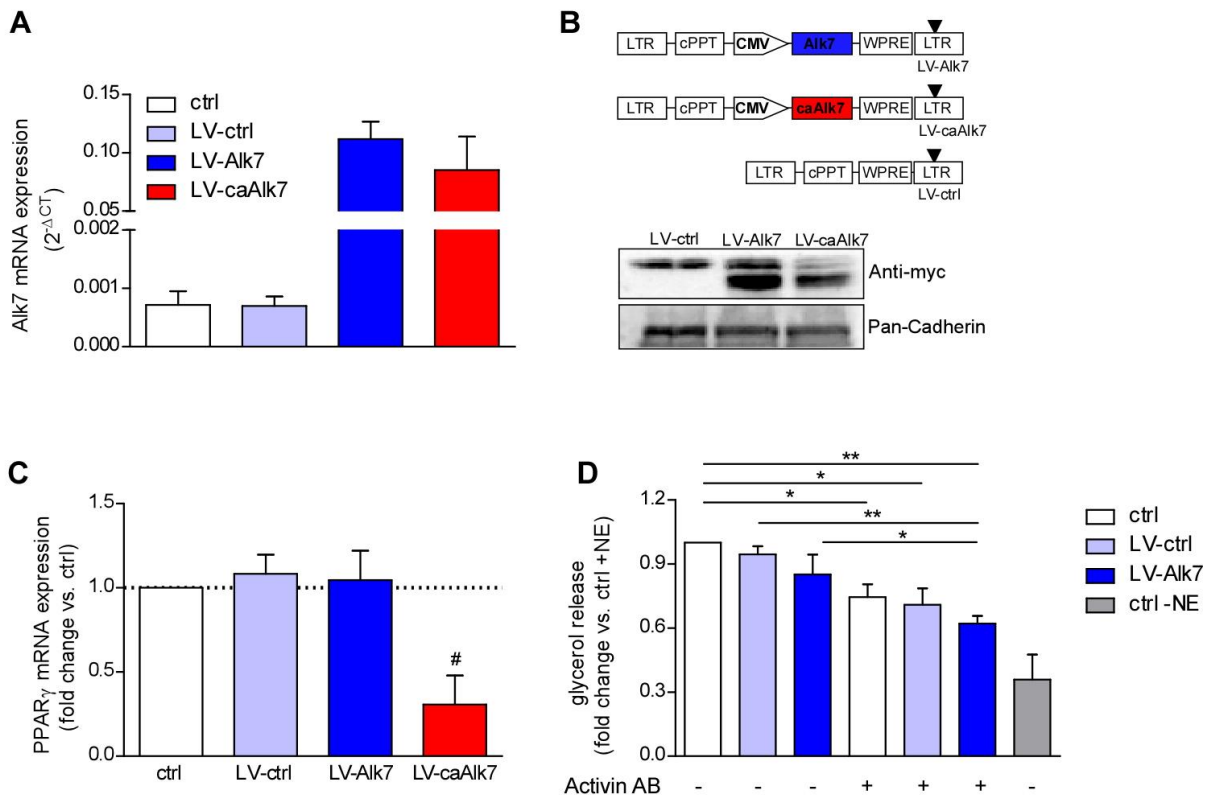 A
Alk7 mRNA expression
(2^-ΔCT)
0.15
0.10
0.05
0.002
0.001
0.000
ctrl
LV-ctrl
LV-Alk7
LV-caAlk7
B
LTR cPPT CMV Alk7 WPRE LTR
LV-Alk7
LTR cPPT CMV caAlk7 WPRE LTR
LV-caAlk7
LTR cPPT WPRE LTR
LV-ctrl
LV-ctrl LV-Alk7 LV-caAlk7
Anti-myc
Pan-Cadherin
C
PPARγ mRNA expression
(fold change vs. ctrl)
1.5
1.0
0.5
0.0
#
ctrl LV-ctrl LV-Alk7 LV-caAlk7
D
glycerol release
(fold change vs. ctrl +NE)
1.2
0.9
0.6
0.3
0.0
**
*
*
**
*
ctrl
LV-ctrl
LV-Alk7
ctrl -NE
Activin AB - - - + + + -